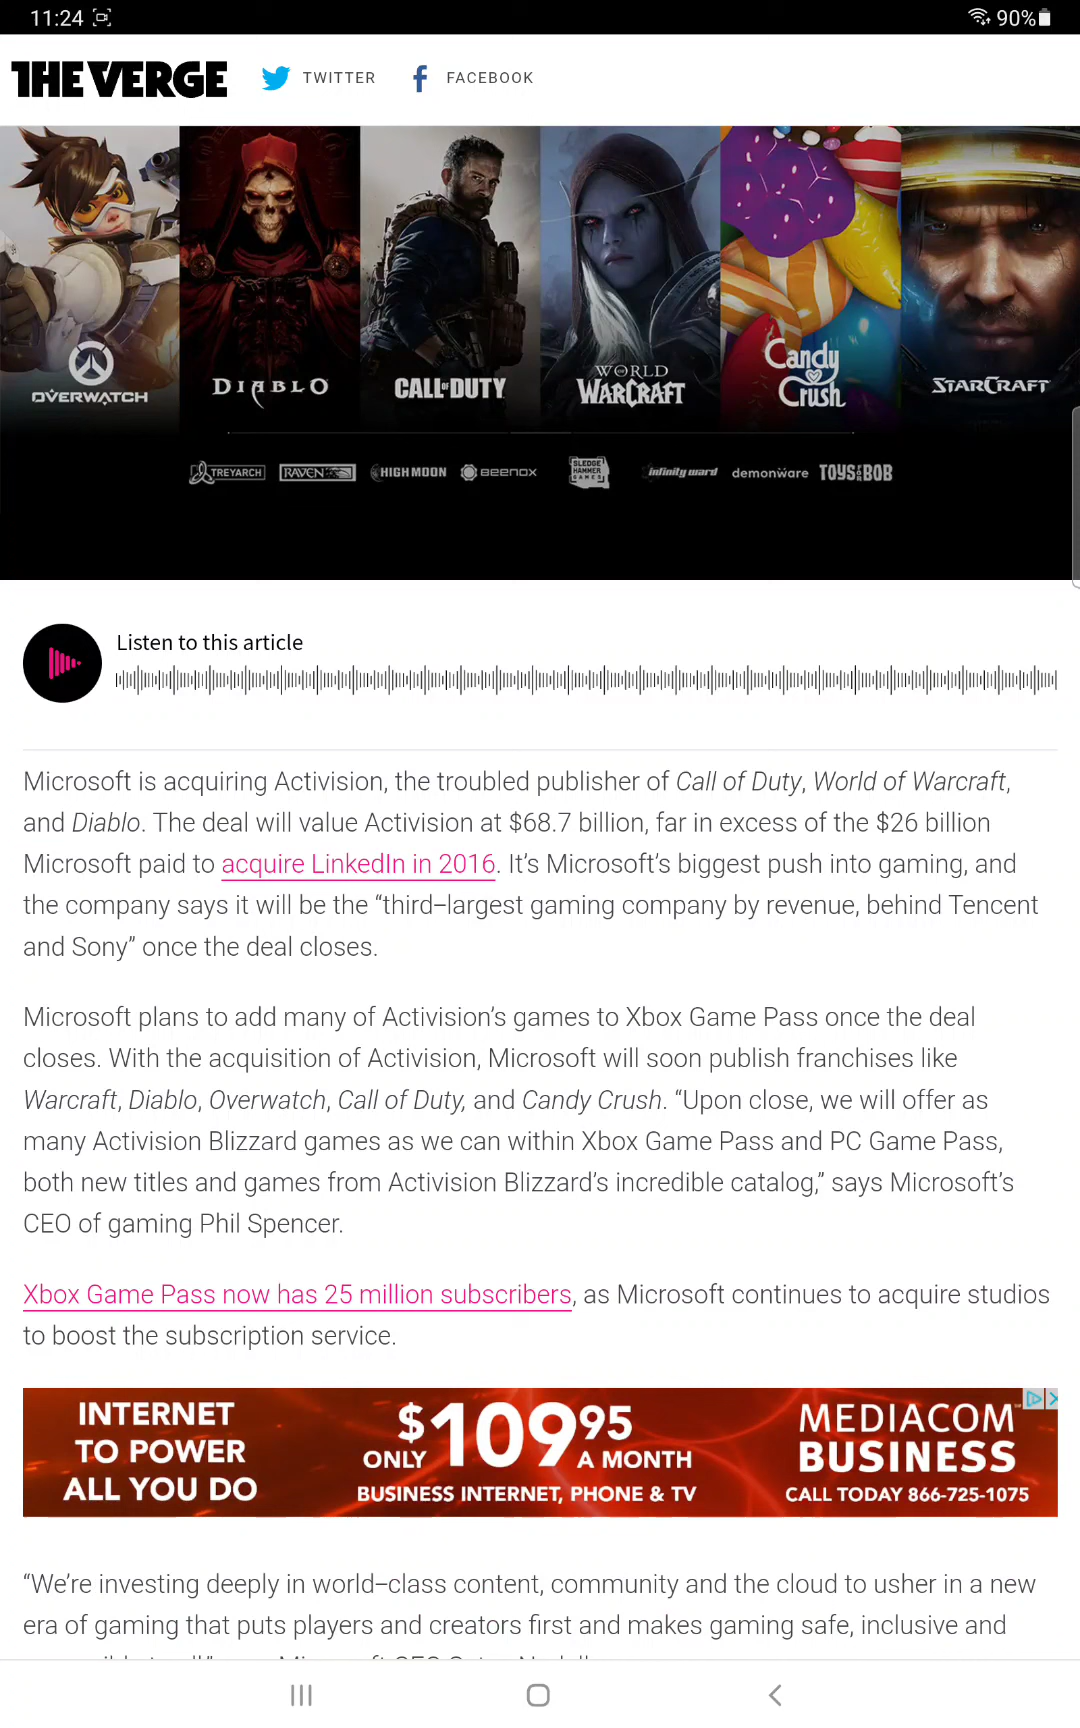 11:24
90%
THE VERGE
TWITTER
FACEBOOK
OVERWATCH
DIABLO
CALL OF DUTY
WORLD
WARCRAFT
Candy
Crush
STARCRAFT
TREYARCH
RAVEN
HIGH MOON
BEENOX
SLEDGE
HAMMER
GAMES
infinity ward
demonware
TOYS FOR BOB
Listen to this article
Microsoft is acquiring Activision, the troubled publisher of Call of Duty, World of Warcraft,
and Diablo. The deal will value Activision at $68.7 billion, far in excess of the $26 billion
Microsoft paid to acquire LinkedIn in 2016. It’s Microsoft’s biggest push into gaming, and
the company says it will be the “third-largest gaming company by revenue, behind Tencent
and Sony” once the deal closes.
Microsoft plans to add many of Activision’s games to Xbox Game Pass once the deal
closes. With the acquisition of Activision, Microsoft will soon publish franchises like
Warcraft, Diablo, Overwatch, Call of Duty, and Candy Crush. “Upon close, we will offer as
many Activision Blizzard games as we can within Xbox Game Pass and PC Game Pass,
both new titles and games from Activision Blizzard’s incredible catalog,” says Microsoft’s
CEO of gaming Phil Spencer.
Xbox Game Pass now has 25 million subscribers, as Microsoft continues to acquire studios
to boost the subscription service.
INTERNET
TO POWER
ALL YOU DO
$109.95
ONLY A MONTH
BUSINESS INTERNET, PHONE & TV
MEDIACOM
BUSINESS
CALL TODAY 866-725-1075
“We’re investing deeply in world-class content, community and the cloud to usher in a new
era of gaming that puts players and creators first and makes gaming safe, inclusive and